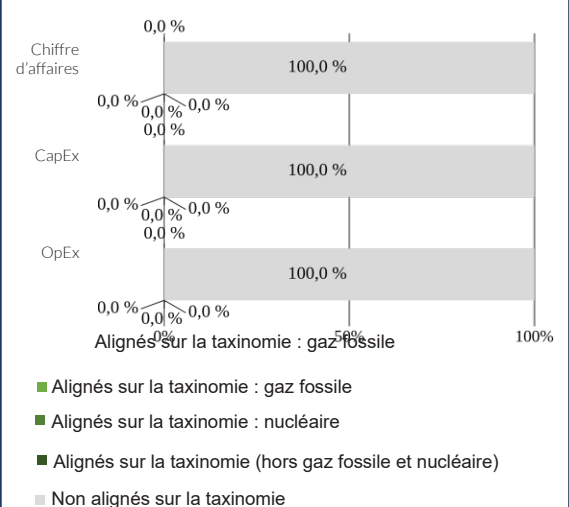 0,0 %
Chiffre
d'affaires
100,0 %
0,0 % 0,0 % 0,0 %
0,0 %
CapEx
100,0 %
0,0 % 0,0 % 0,0 %
0,0 %
OpEx
100,0 %
0,0 % 0,0 % 0,0 %
0% 50% 100%
Alignés sur la taxinomie : gaz fossile
Alignés sur la taxinomie : gaz fossile
Alignés sur la taxinomie : nucléaire
Alignés sur la taxinomie (hors gaz fossile et nucléaire)
Non alignés sur la taxinomie